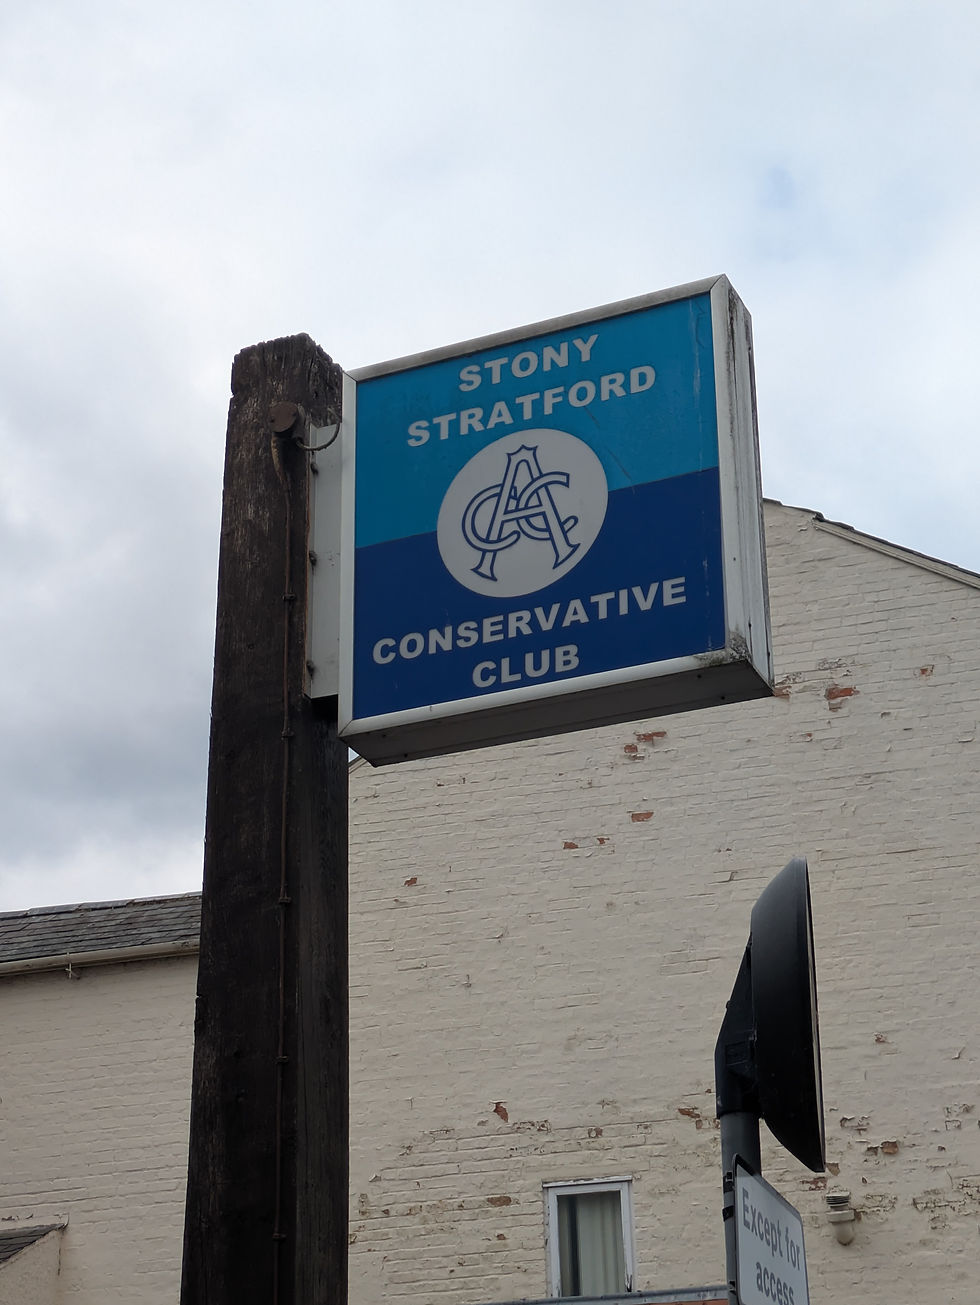 STONY
STRATFORD
ACC
CONSERVATIVE
CLUB
Except for
access